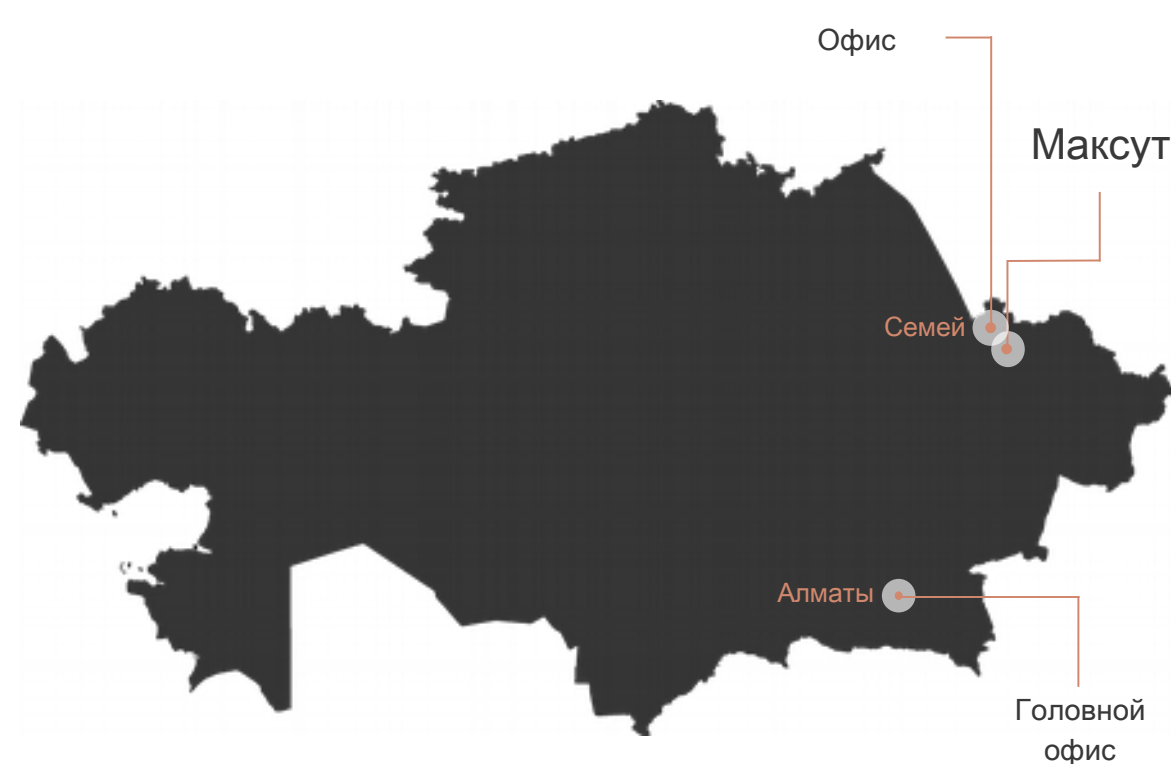 Офис
Максут
Семей
Алматы
Головной
офис